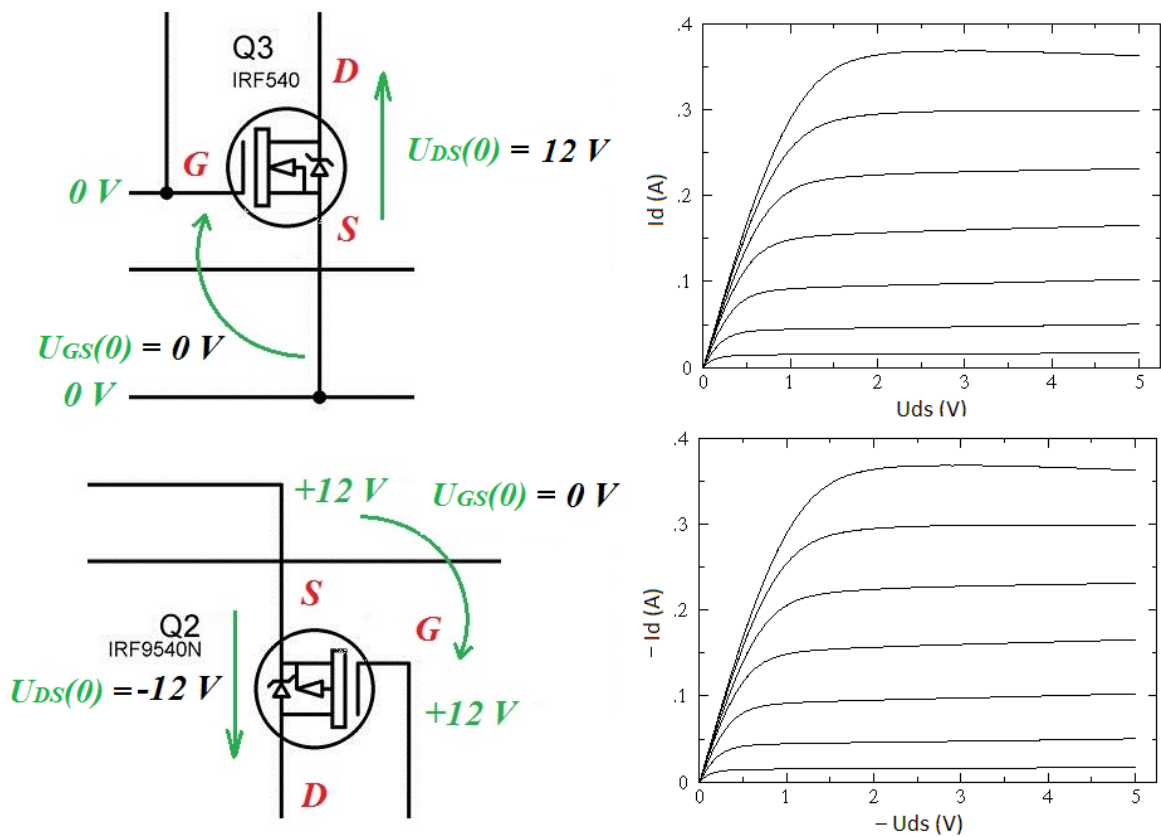 Q3
IRF540
D
G
UDS(0) = 12 V
0 V
S
UGS(0) = 0 V
0 V
.4
.3
.2
.1
0
Id (A)
0 1 2 3 4 5
Uds (V)
+12 V
UGS(0) = 0 V
S
G
Q2
IRF9540N
UDS(0) = -12 V
+12 V
D
.4
.3
.2
.1
0
– Id (A)
0 1 2 3 4 5
– Uds (V)